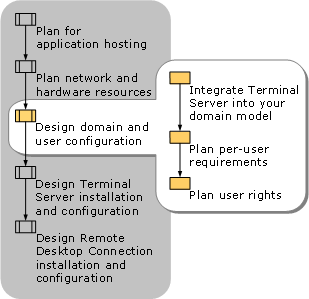 Plan for
application hosting
Plan network and
hardware resources
Design domain and
user configuration
Design Terminal
Server installation
and configuration
Design Remote
Desktop Connection
installation and
configuration
Integrate Terminal
Server into your
domain model
Plan per-user
requirements
Plan user rights